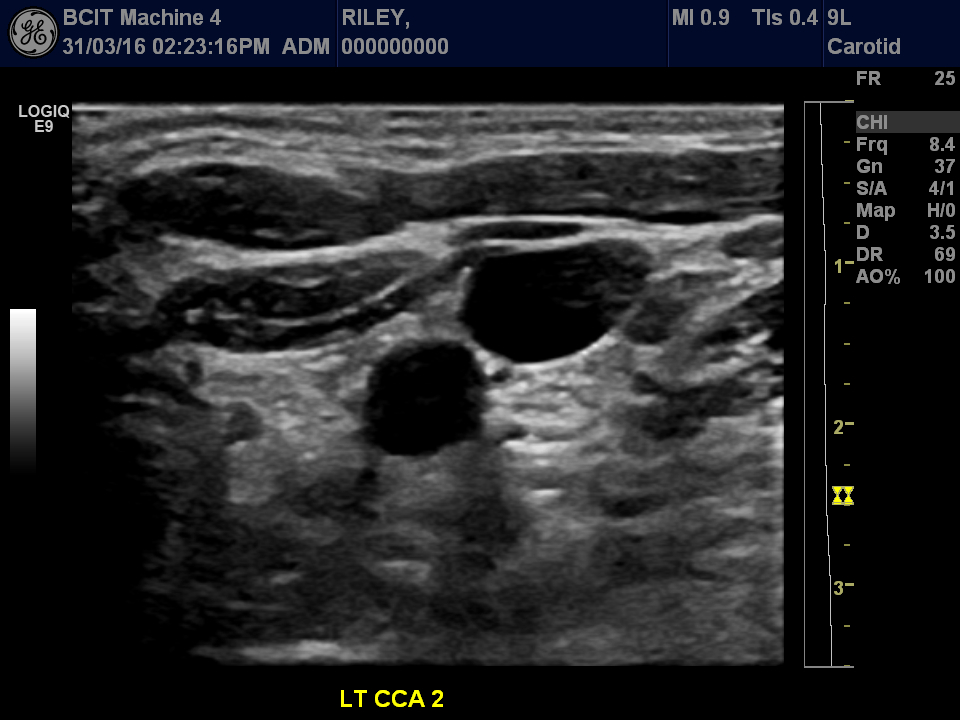 BCIT Machine 4
31/03/16 02:23:16PM ADM
RILEY,
000000000
MI 0.9 TIs 0.4
9L
Carotid
LOGIQ
E9
FR 25
CHI
Frq 8.4
Gn 37
S/A 4/1
Map H/0
D 3.5
DR 69
AO% 100
1
2
3
LT CCA 2